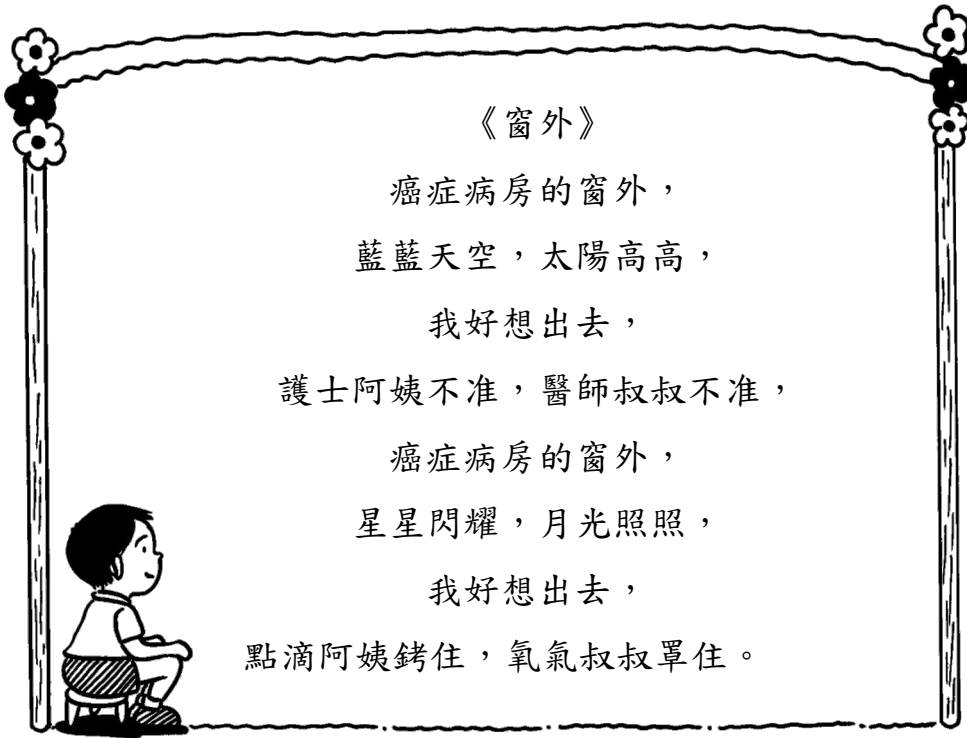 《窗外》
癌症病房的窗外，
藍藍天空，太陽高高，
我好想出去，
護士阿姨不准，醫師叔叔不准，
癌症病房的窗外，
星星閃耀，月光照照，
我好想出去，
點滴阿姨銬住，氧氣叔叔罩住。